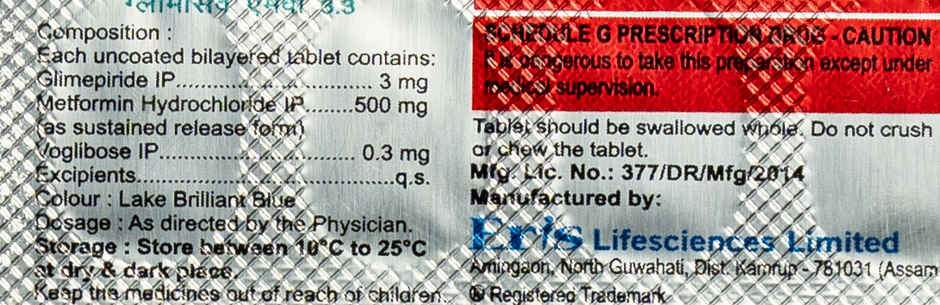 ग्लीमीसेव एमवी 3.3
Composition :
Each uncoated bilayered tablet contains:
Glimepiride IP.............................. 3 mg
Metformin Hydrochloride IP.......500 mg
(as sustained release form)
Voglibose IP................................ 0.3 mg
Excipients.......................................q.s.
Colour : Lake Brilliant Blue
Dosage : As directed by the Physician.
Storage : Store between 10°C to 25°C
at dry & dark place.
Keep the medicines out of reach of children.
SCHEDULE G PRESCRIPTION DRUG - CAUTION
It is dangerous to take this preparation except under
medical supervision.
Tablet should be swallowed whole. Do not crush
or chew the tablet.
Mfg. Lic. No.: 377/DR/Mfg/2014
Manufactured by:
Eris Lifesciences Limited
Amingaon, North Guwahati, Dist. Kamrup - 781031 (Assam
® Registered Trademark